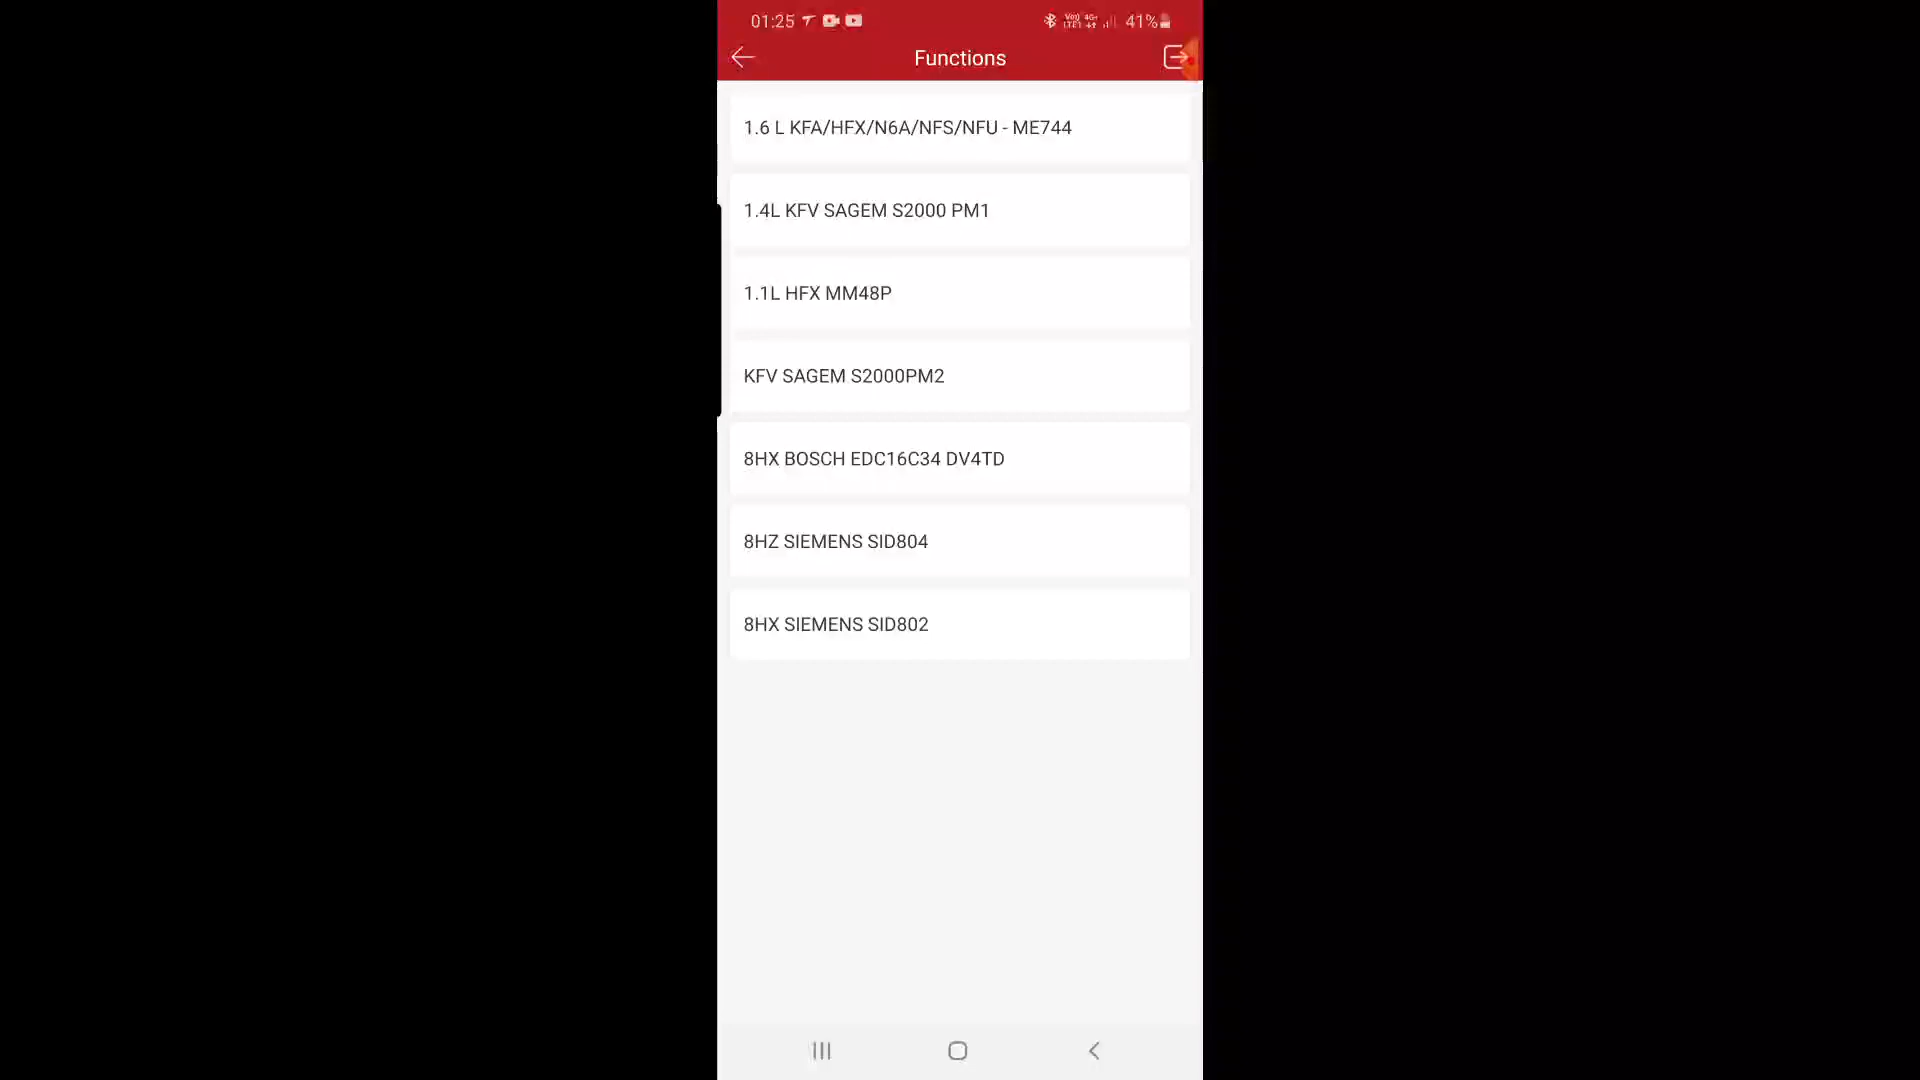 01:25 41%
Functions
1.6 L KFA/HFX/N6A/NFS/NFU - ME744
1.4L KFV SAGEM S2000 PM1
1.1L HFX MM48P
KFV SAGEM S2000PM2
8HX BOSCH EDC16C34 DV4TD
8HZ SIEMENS SID804
8HX SIEMENS SID802